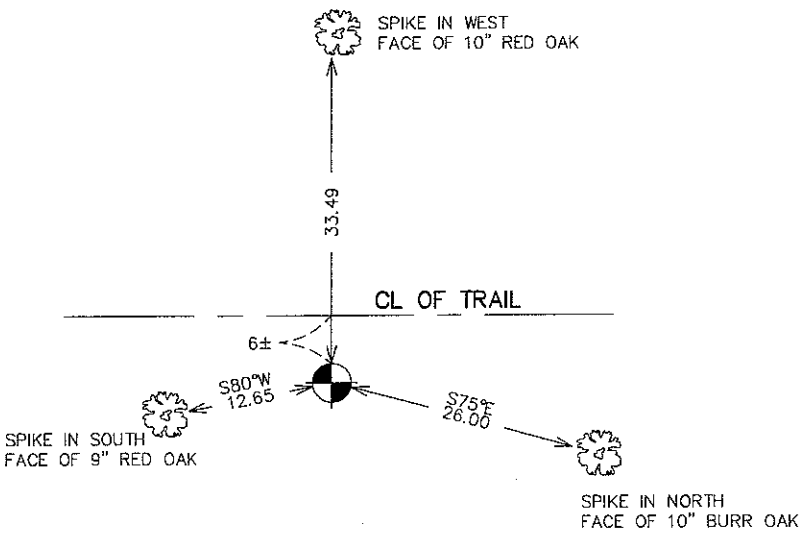 SPIKE IN WEST
FACE OF 10" RED OAK
33.49
CL OF TRAIL
6±
S80°W
12.65
S75°E
26.00
SPIKE IN SOUTH
FACE OF 9" RED OAK
SPIKE IN NORTH
FACE OF 10" BURR OAK